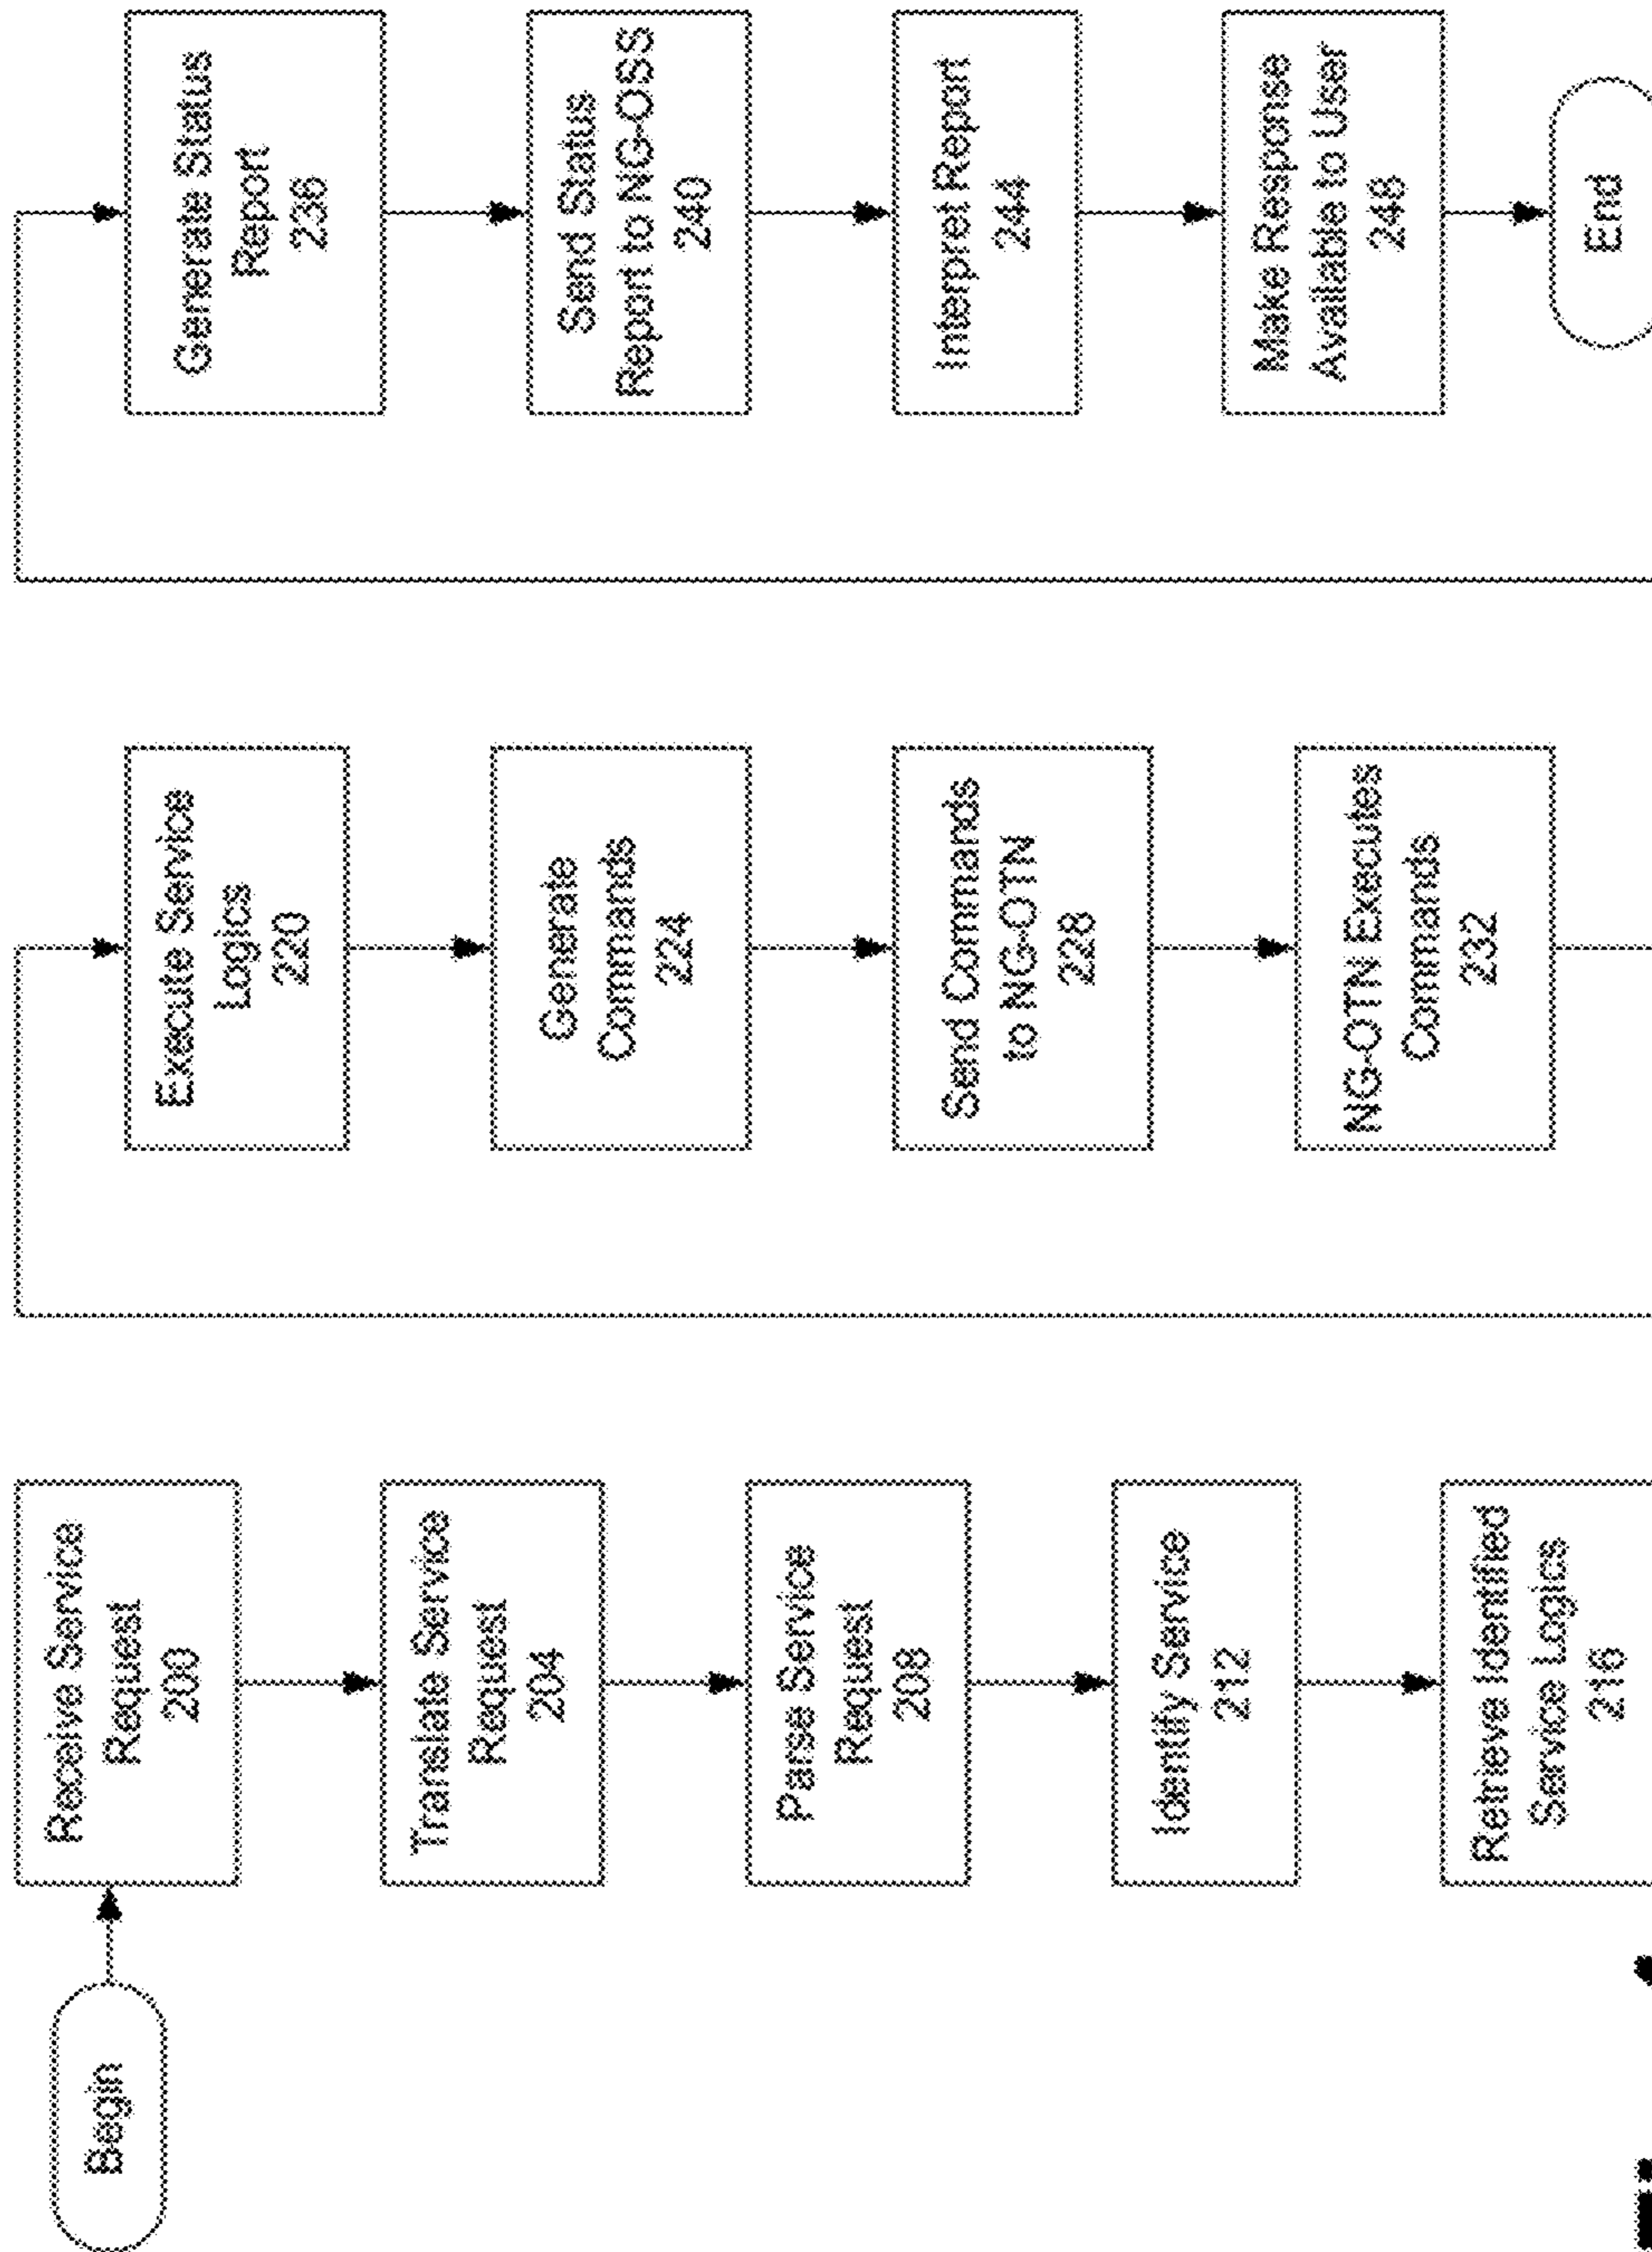 Begin
Receive Service
Request
200
Translate Service
Request
204
Parse Service
Request
208
Identify Service
212
Retrieve Identified
Service Logics
216
Execute Service
Logics
220
Generate
Commands
224
Send Commands
to NG-OTN
228
NG-OTN Executes
Commands
232
Generate Status
Report
236
Send Status
Report to NG-OSS
240
Interpret Report
244
Make Response
Available to User
248
End